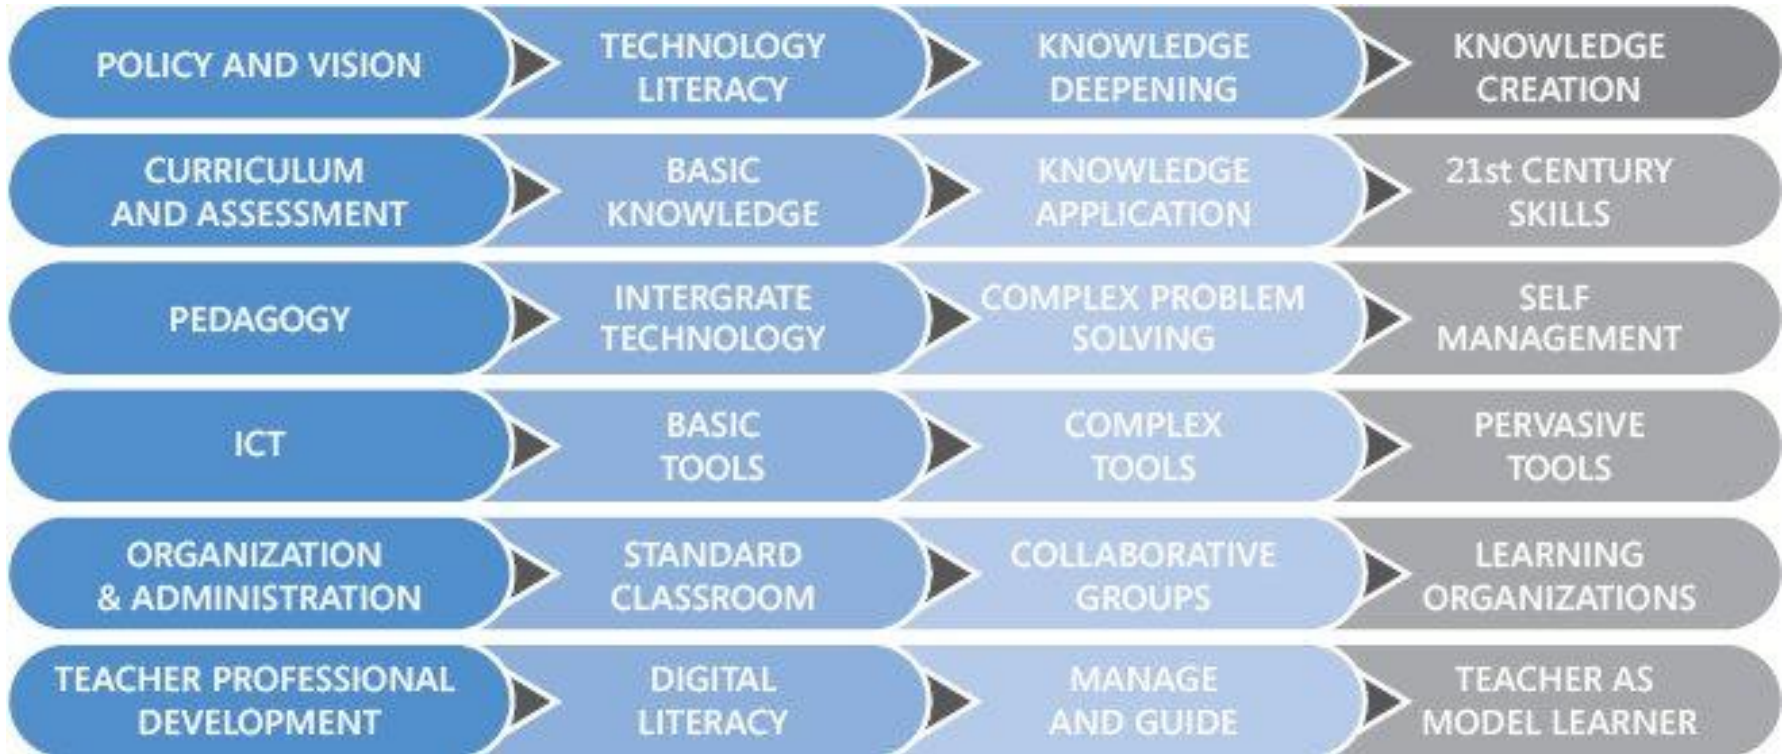 POLICY AND VISION
TECHNOLOGY
LITERACY
KNOWLEDGE
DEEPENING
KNOWLEDGE
CREATION
CURRICULUM
AND ASSESSMENT
BASIC
KNOWLEDGE
KNOWLEDGE
APPLICATION
21st CENTURY
SKILLS
PEDAGOGY
INTERGRATE
TECHNOLOGY
COMPLEX PROBLEM
SOLVING
SELF
MANAGEMENT
ICT
BASIC
TOOLS
COMPLEX
TOOLS
PERVASIVE
TOOLS
ORGANIZATION
& ADMINISTRATION
STANDARD
CLASSROOM
COLLABORATIVE
GROUPS
LEARNING
ORGANIZATIONS
TEACHER PROFESSIONAL
DEVELOPMENT
DIGITAL
LITERACY
MANAGE
AND GUIDE
TEACHER AS
MODEL LEARNER